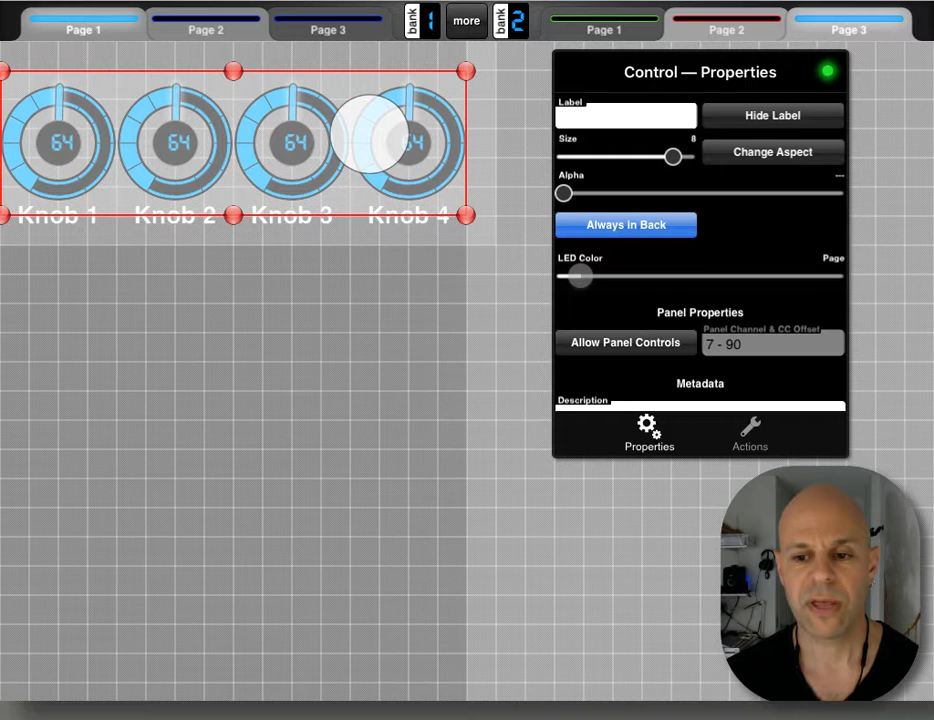 Page 1
Page 2
Page 3
bank
1
more
bank
2
Page 1
Page 2
Page 3
Control — Properties
Label
Hide Label
Size
8
Change Aspect
Alpha
---
Always in Back
LED Color
Page
Panel Properties
Allow Panel Controls
Panel Channel & CC Offset
7 - 90
Metadata
Description
Properties
Actions
64
64
64
64
Knob 1
Knob 2
Knob 3
Knob 4